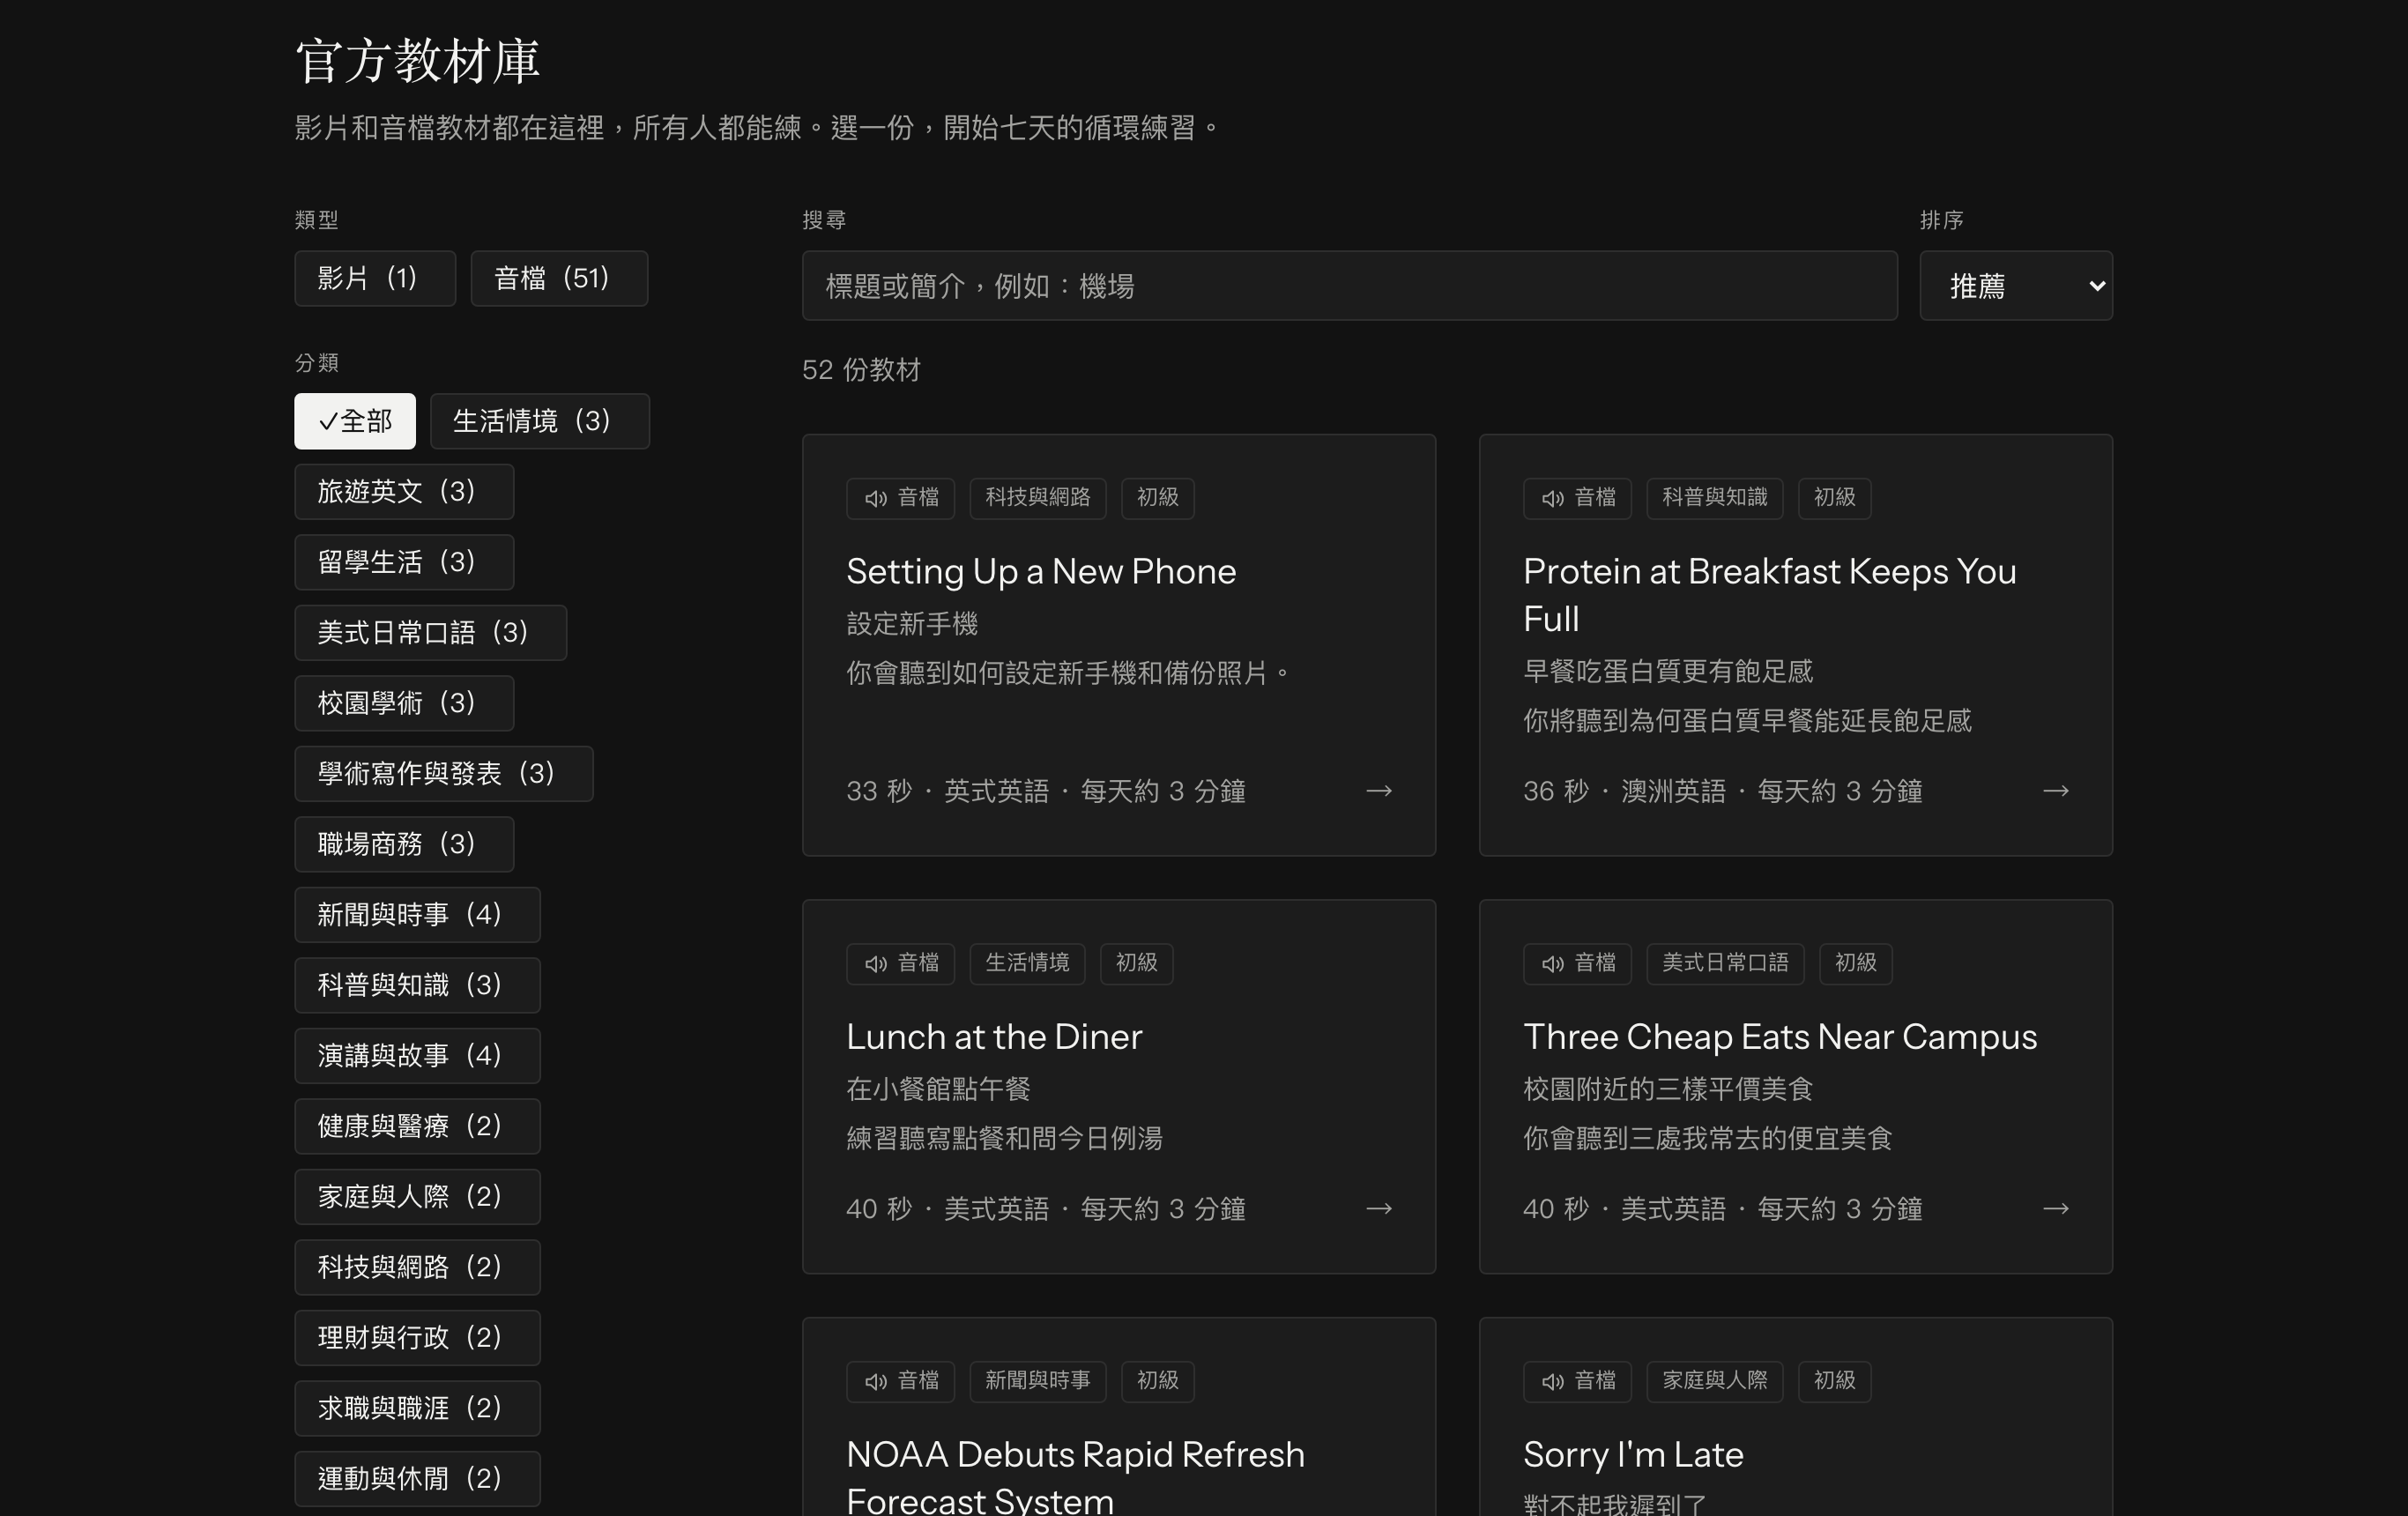 官方教材庫
影片和音檔教材都在這裡，所有人都能練。選一份，開始七天的循環練習。
類型
影片（1） 音檔（51）
分類
✓全部 生活情境（3）
旅遊英文（3）
留學生活（3）
美式日常口語（3）
校園學術（3）
學術寫作與發表（3）
職場商務（3）
新聞與時事（4）
科普與知識（3）
演講與故事（4）
健康與醫療（2）
家庭與人際（2）
科技與網路（2）
理財與行政（2）
求職與職涯（2）
運動與休閒（2）
搜尋
標題或簡介，例如：機場
排序
推薦
52 份教材
音檔 科技與網路 初級
Setting Up a New Phone
設定新手機
你會聽到如何設定新手機和備份照片。
33 秒 · 英式英語 · 每天約 3 分鐘 →
音檔 科普與知識 初級
Protein at Breakfast Keeps You
Full
早餐吃蛋白質更有飽足感
你將聽到為何蛋白質早餐能延長飽足感
36 秒 · 澳洲英語 · 每天約 3 分鐘 →
音檔 生活情境 初級
Lunch at the Diner
在小餐館點午餐
練習聽寫點餐和問今日例湯
40 秒 · 美式英語 · 每天約 3 分鐘 →
音檔 美式日常口語 初級
Three Cheap Eats Near Campus
校園附近的三樣平價美食
你會聽到三處我常去的便宜美食
40 秒 · 美式英語 · 每天約 3 分鐘 →
音檔 新聞與時事 初級
NOAA Debuts Rapid Refresh
Forecast System
音檔 家庭與人際 初級
Sorry I'm Late
對不起我遲到了